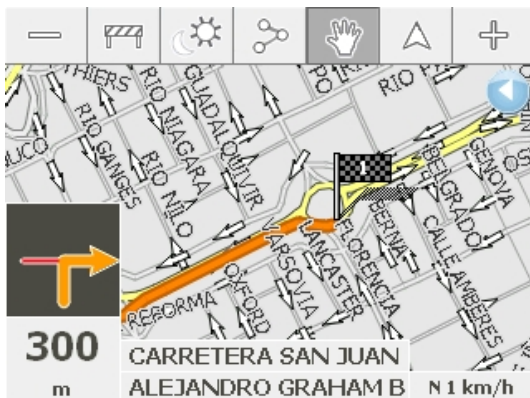 THIERS
RIO GANGES
RIO NIAGARA
RIO NILO
GUADALQUIVIR
RIO
1
GENOVA
BELGRADO
BERNA
CALLE AMBERES
FLORENCIA
LANCASTER
VARSOVIA
OXFORD
REFORMA
300
m
CARRETERA SAN JUAN
ALEJANDRO GRAHAM B
N 1 km/h